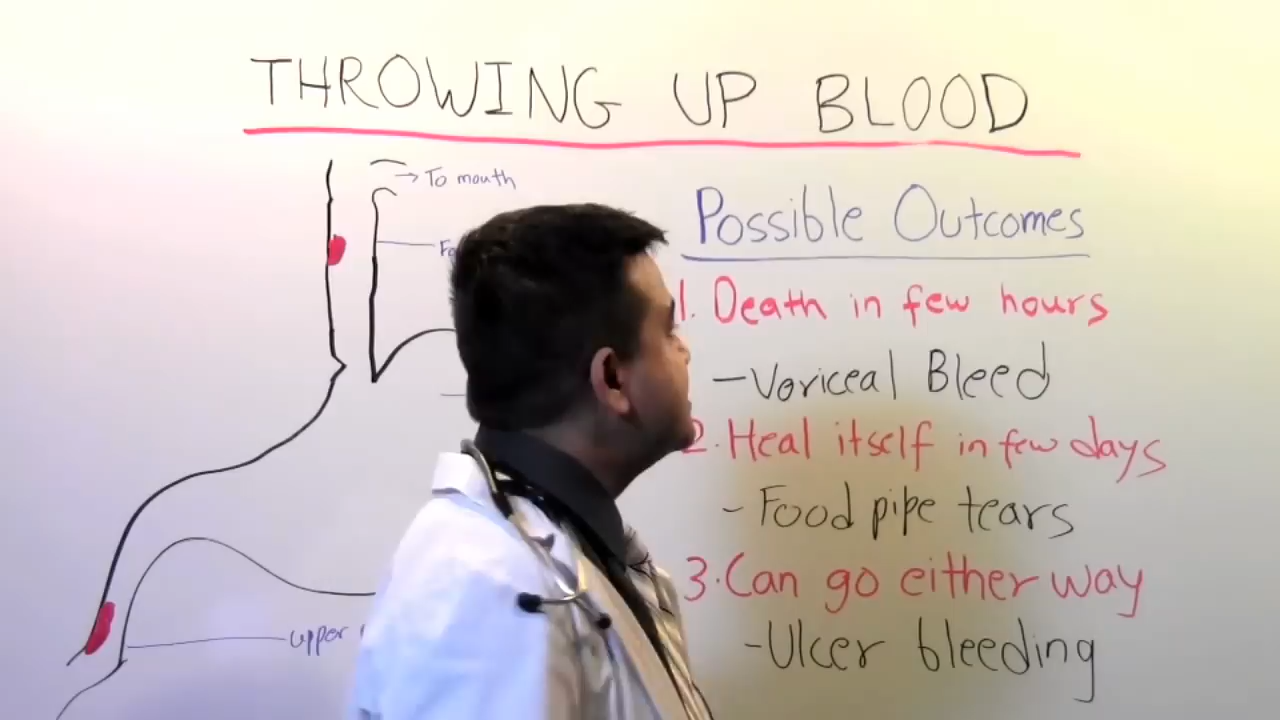 THROWING UP BLOOD
→ To mouth
Possible Outcomes
1. Death in few hours
- Variceal Bleed
2. Heal itself in few days
- Food pipe tears
3. Can go either way
- Ulcer bleeding
upper